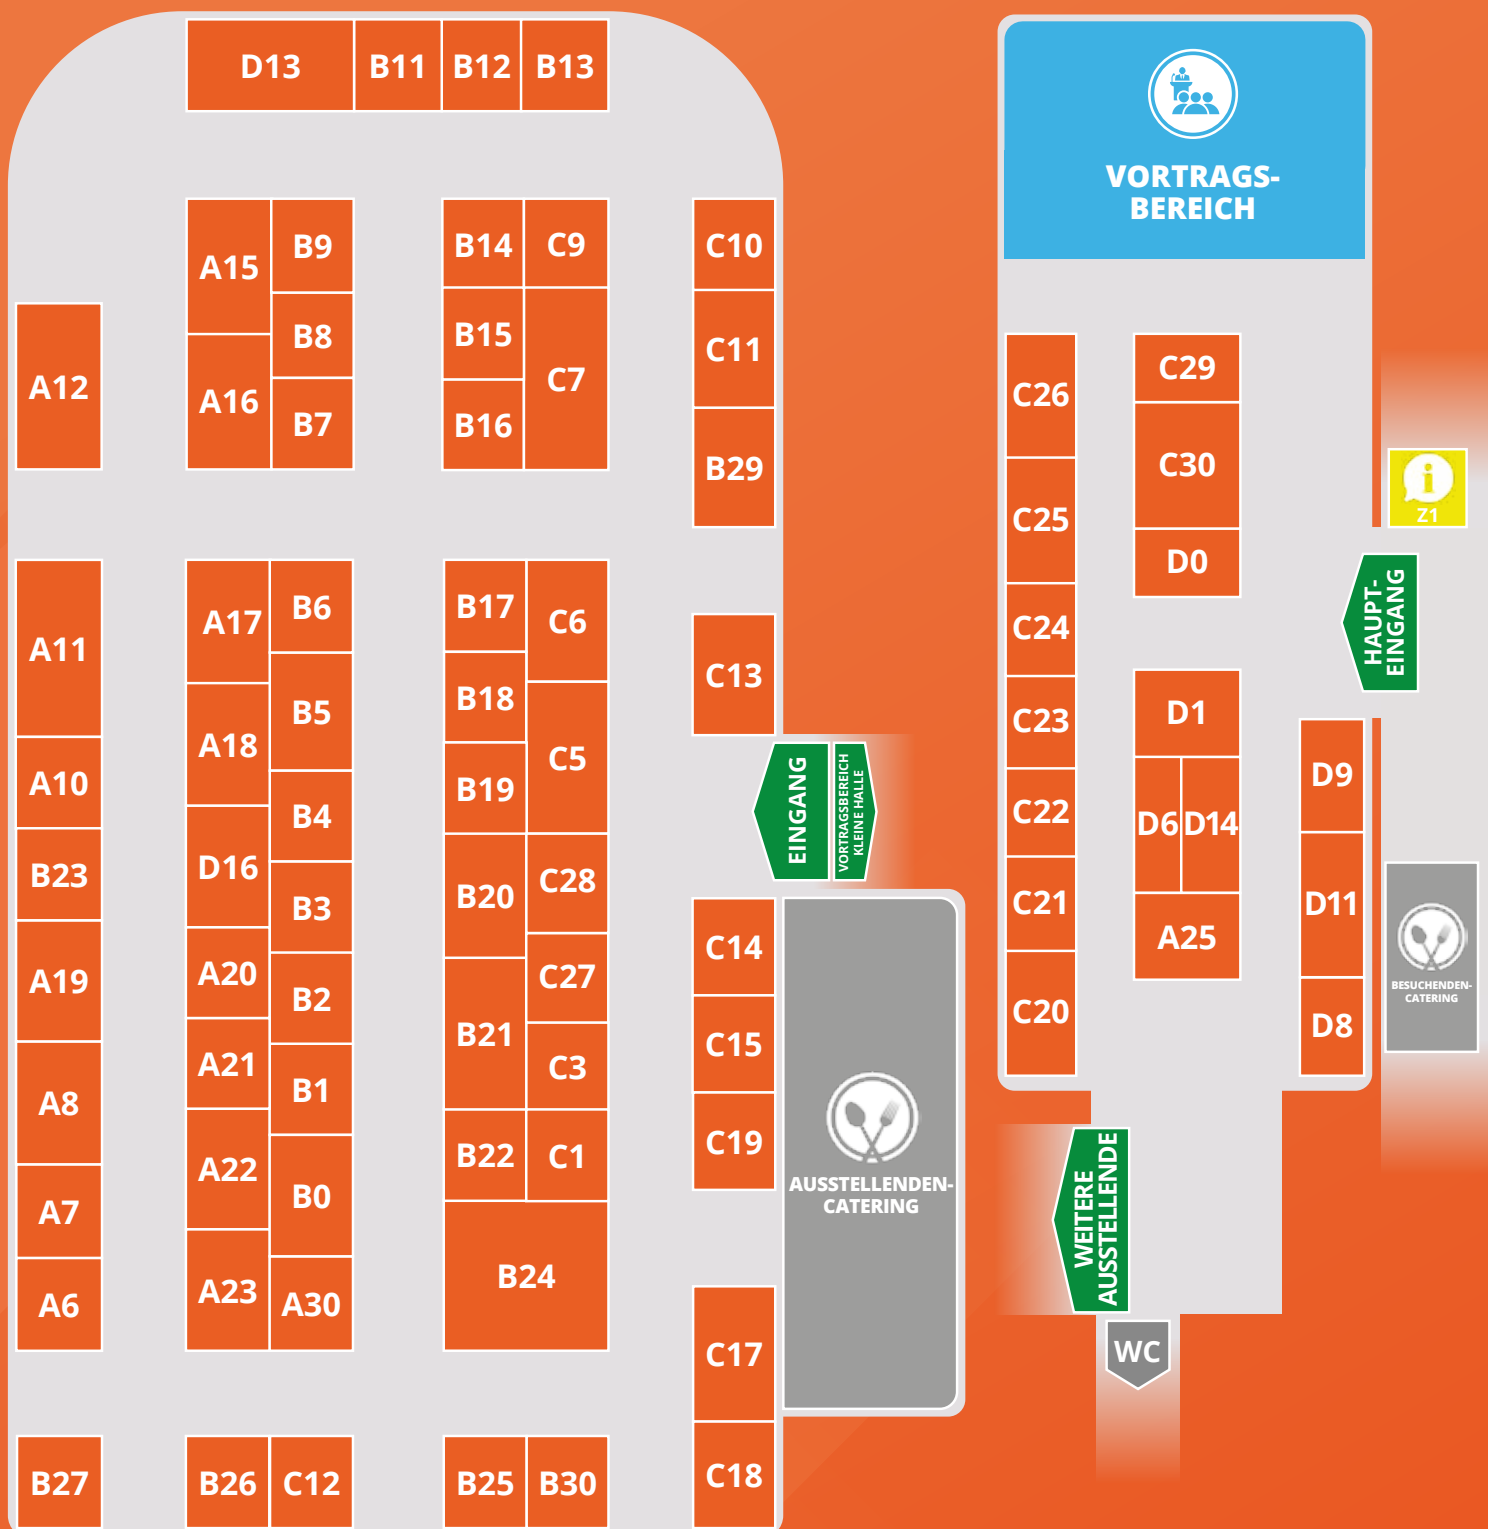 D13
B11
B12
B13
A15
B9
B14
C9
C10
A12
B8
B15
C11
A16
C7
B7
B16
B29
A11
A17
B6
B17
C6
C13
B5
B18
A18
C5
A10
B4
B19
EINGANG
VORTRAGSBEREICH
KLEINE HALLE
B23
D16
B3
B20
C28
A19
A20
B2
C27
C14
B21
A21
C3
C15
A8
B1
A22
B22
C1
C19
A7
B0
AUSSTELLENDEN-
CATERING
A6
A23
A30
B24
C17
B27
B26
C12
B25
B30
C18
VORTRAGS-
BEREICH
C26
C29
C30
C25
D0
i
Z1
HAUPT-
EINGANG
C24
C23
D1
D9
C22
D6
D14
C21
A25
D11
BESUCHENDEN-
CATERING
C20
D8
WEITERE
AUSSTELLENDE
WC